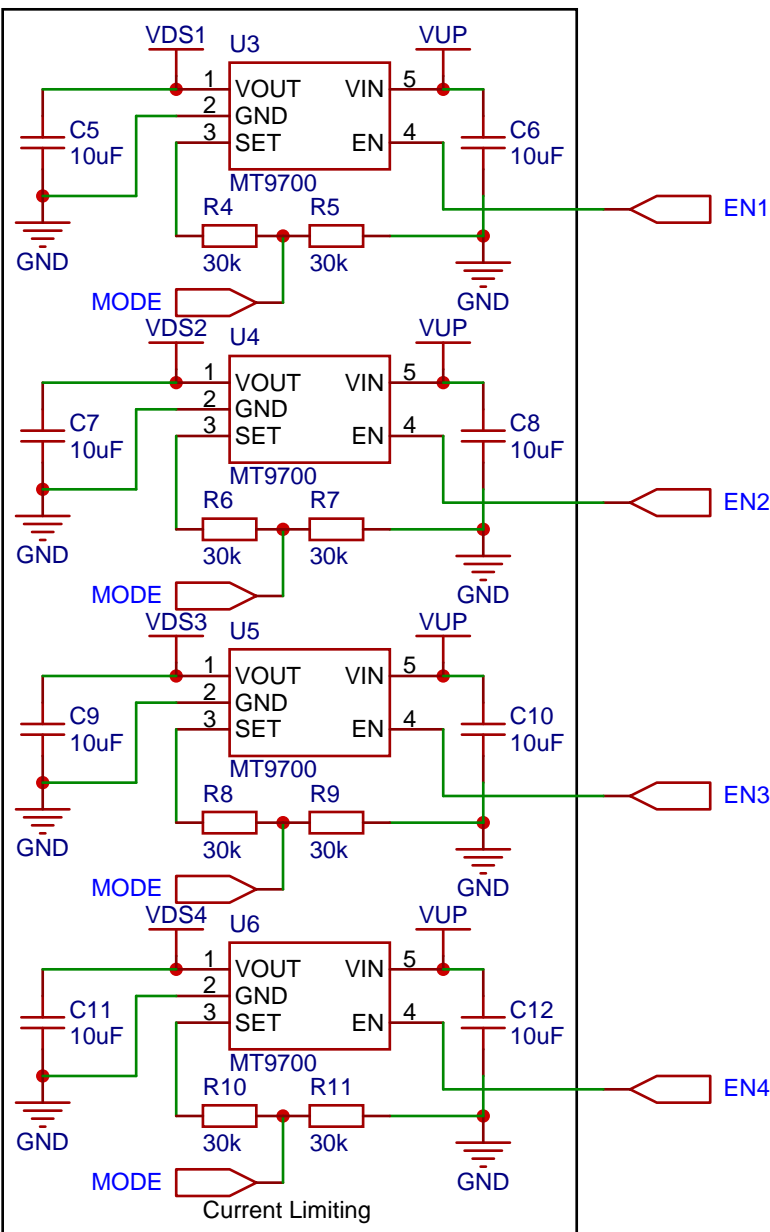 VDS1 U3 VUP
1 VOUT VIN 5
2 GND
3 SET EN 4
C5
10uF
C6
10uF
MT9700
R4 R5
30k 30k
EN1
GND
GND
MODE
VDS2 U4 VUP
1 VOUT VIN 5
2 GND
3 SET EN 4
C7
10uF
C8
10uF
MT9700
R6 R7
30k 30k
EN2
GND
GND
MODE
VDS3 U5 VUP
1 VOUT VIN 5
2 GND
3 SET EN 4
C9
10uF
C10
10uF
MT9700
R8 R9
30k 30k
EN3
GND
GND
MODE
VDS4 U6 VUP
1 VOUT VIN 5
2 GND
3 SET EN 4
C11
10uF
C12
10uF
MT9700
R10 R11
30k 30k
EN4
GND
GND
MODE
Current Limiting